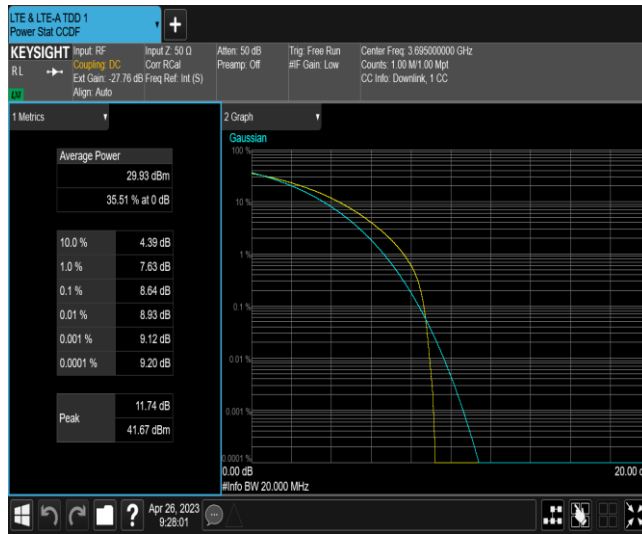 LTE & LTE-A TDD 1
Power Stat CCDF
KEYSIGHT
RL
LXI
Input: RF
Coupling: DC
Ext Gain: -27.76 dB
Align: Auto
Input Z: 50 Ω
Corr RCal
Freq Ref: Int (S)
Atten: 50 dB
Preamp: Off
Trig: Free Run
#IF Gain: Low
Center Freq: 3.695000000 GHz
Counts: 1.00 M/1.00 Mpt
CC Info: Downlink, 1 CC
1 Metrics
Average Power
29.93 dBm
35.51 % at 0 dB
10.0 % 4.39 dB
1.0 % 7.63 dB
0.1 % 8.64 dB
0.01 % 8.93 dB
0.001 % 9.12 dB
0.0001 % 9.20 dB
Peak
11.74 dB
41.67 dBm
2 Graph
Gaussian
100 %
10 %
1 %
0.1 %
0.01 %
0.001 %
0.0001 %
0.00 dB
20.00 d
#Info BW 20.000 MHz
?
Apr 26, 2023
9:28:01